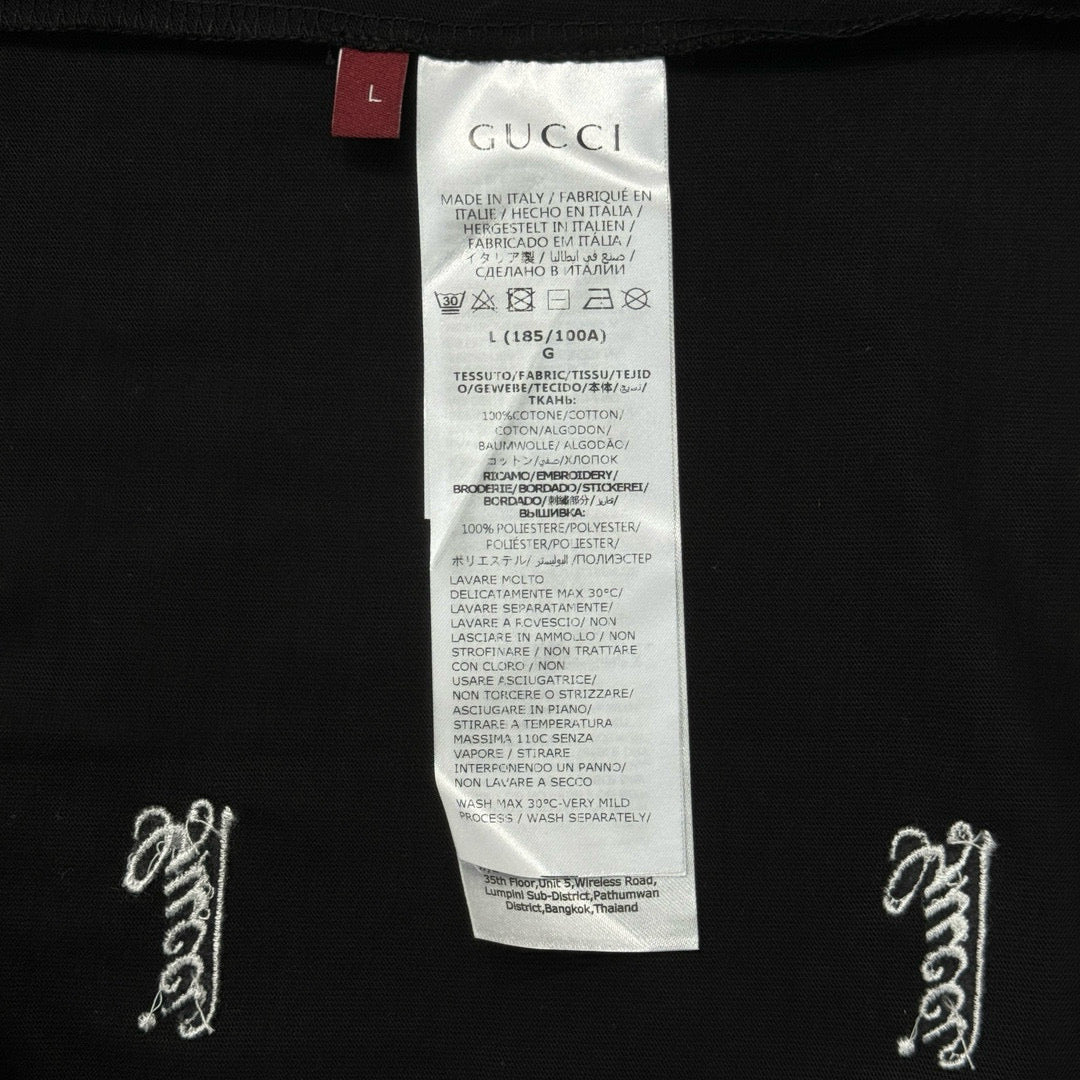 L
GUCCI
MADE IN ITALY / FABRIQUÉ EN
ITALIE / HECHO EN ITALIA /
HERGESTELT IN ITALIEN /
FABRICADO EM ITÁLIA /
イタリア製 / صنع في ايطاليا /
СДЕЛАНО В ИТАЛИИ
30
L (185/100A)
G
TESSUTO/FABRIC/TISSU/TEJID
O/GEWEBE/TECIDO/本体/نسيج/
ТКАНЬ:
100%COTONE/COTTON/
COTON/ALGODON/
BAUMWOLLE/ ALGODÃO/
コットン/ /ХЛОПОК
RICAMO/EMBROIDERY/
BRODERIE/BORDADO/STICKEREI/
BORDADO/刺繍部分/ /
ВЫШИВКА:
100% POLIESTERE/POLYESTER/
POLIÉSTER/POLIESTER/
ポリエステル/ البوليستر /ПОЛИЭСТЕР
LAVARE MOLTO
DELICATAMENTE MAX 30°C/
LAVARE SEPARATAMENTE/
LAVARE A ROVESCIO/ NON
LASCIARE IN AMMOLLO / NON
STROFINARE / NON TRATTARE
CON CLORO / NON
USARE ASCIUGATRICE/
NON TORCERE O STRIZZARE/
ASCIUGARE IN PIANO/
STIRARE A TEMPERATURA
MASSIMA 110C SENZA
VAPORE / STIRARE
INTERPONENDO UN PANNO/
NON LAVARE A SECCO
WASH MAX 30°C-VERY MILD
PROCESS / WASH SEPARATELY/
35th Floor,Unit 5,Wireless Road,
Lumpini Sub-District,Pathumwan
District,Bangkok,Thailand
Gucci
Gucci